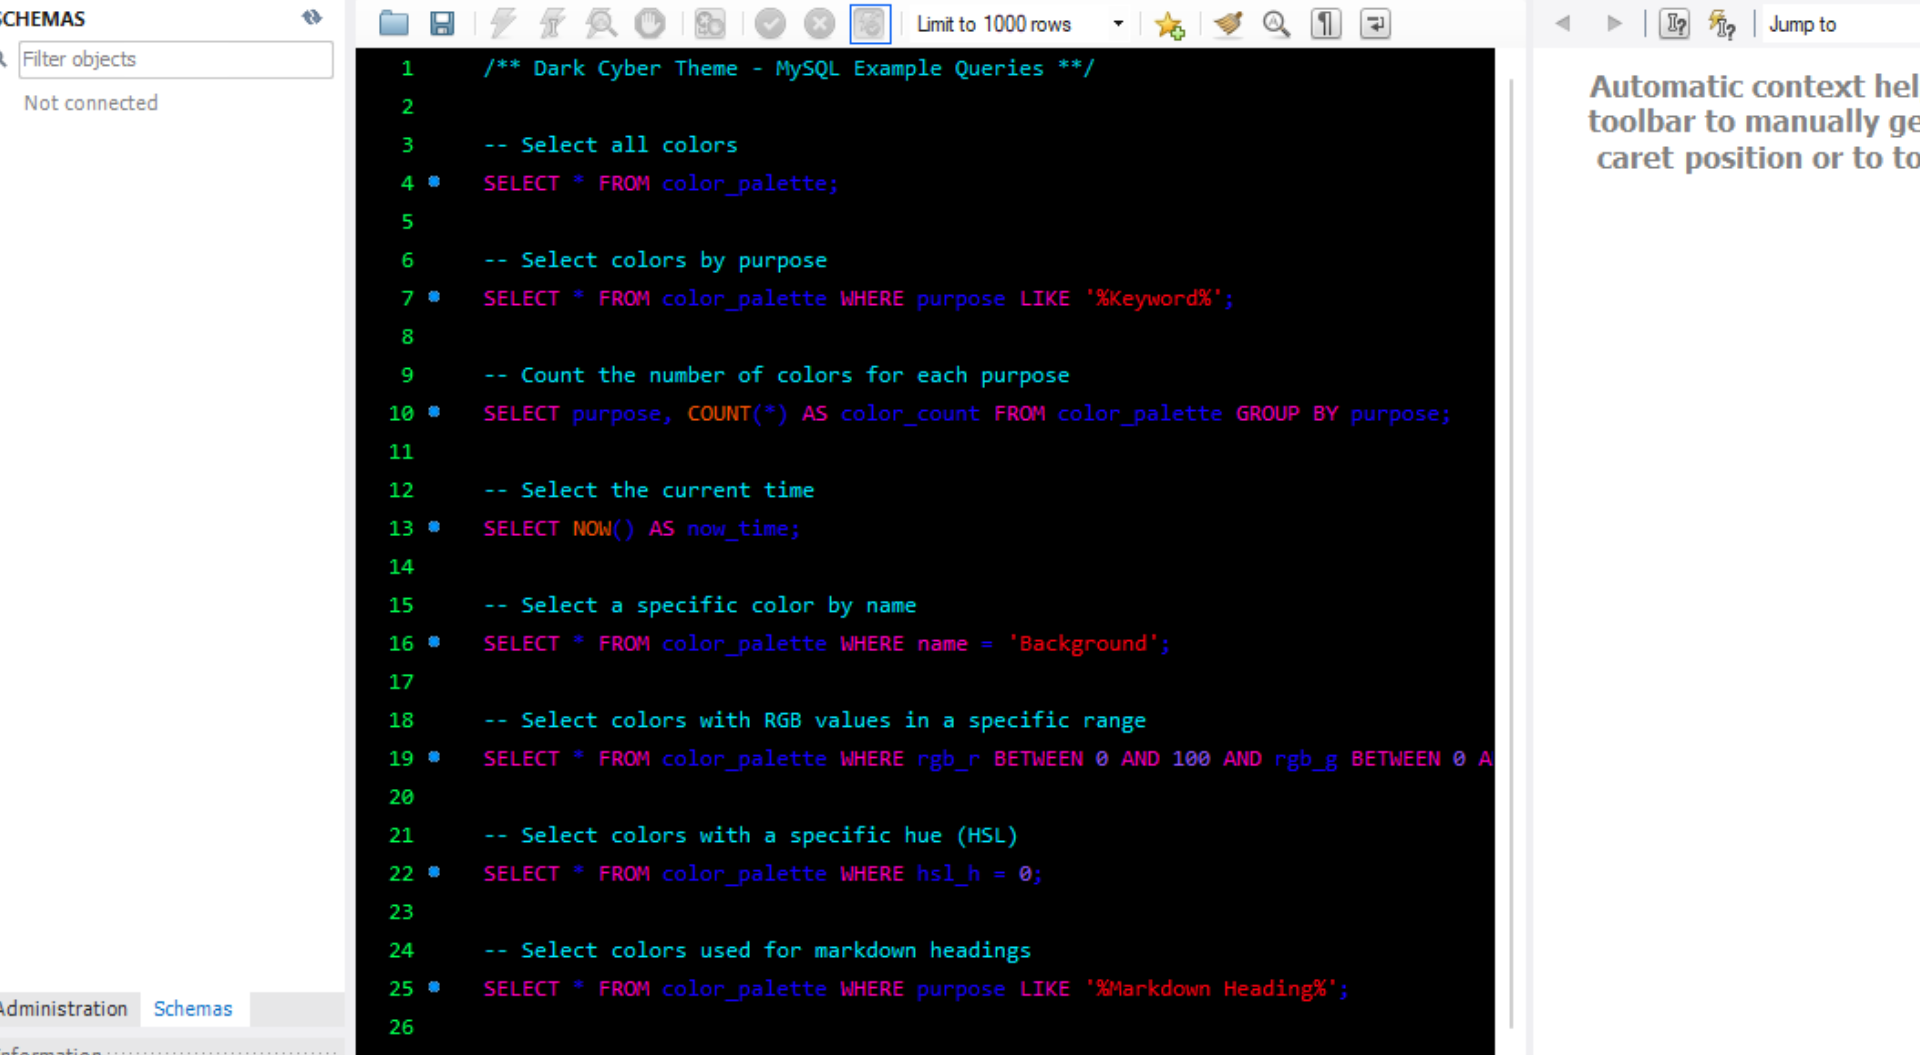 SCHEMAS
Filter objects
Not connected
Administration
Schemas
Limit to 1000 rows
1 /** Dark Cyber Theme - MySQL Example Queries **/
2
3 -- Select all colors
4 SELECT * FROM color_palette;
5
6 -- Select colors by purpose
7 SELECT * FROM color_palette WHERE purpose LIKE '%Keyword%';
8
9 -- Count the number of colors for each purpose
10 SELECT purpose, COUNT(*) AS color_count FROM color_palette GROUP BY purpose;
11
12 -- Select the current time
13 SELECT NOW() AS now_time;
14
15 -- Select a specific color by name
16 SELECT * FROM color_palette WHERE name = 'Background';
17
18 -- Select colors with RGB values in a specific range
19 SELECT * FROM color_palette WHERE rgb_r BETWEEN 0 AND 100 AND rgb_g BETWEEN 0 A
20
21 -- Select colors with a specific hue (HSL)
22 SELECT * FROM color_palette WHERE hsl_h = 0;
23
24 -- Select colors used for markdown headings
25 SELECT * FROM color_palette WHERE purpose LIKE '%Markdown Heading%';
26
Jump to
Automatic context hel
toolbar to manually ge
caret position or to to